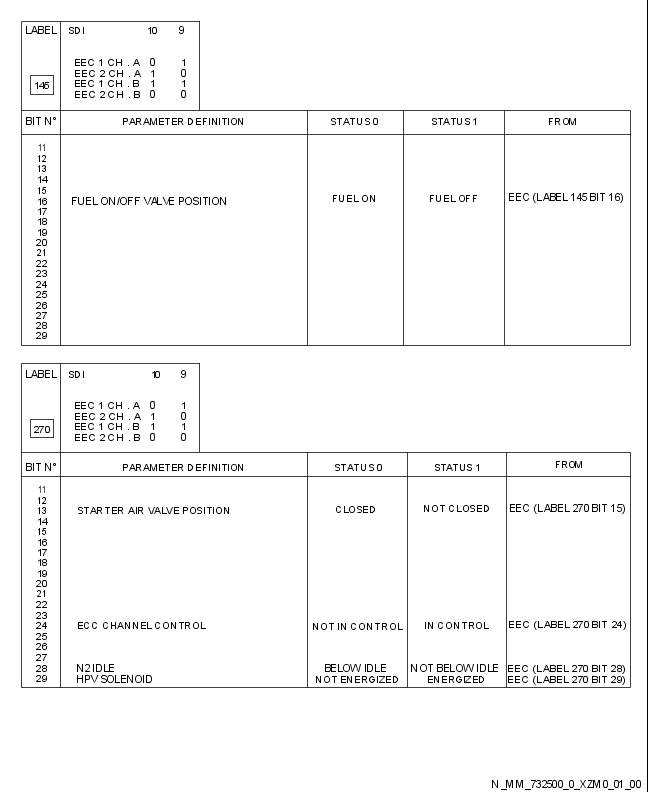 LABEL SDI 10 9
EEC 1 CH . A 0 1
EEC 2 CH . A 1 0
145 EEC 1 CH . B 1 1
EEC 2 CH . B 0 0
BIT N° PARAMETER DEFINITION STATUS 0 STATUS 1 FROM
11
12
13
14
15
16 FUEL ON/OFF VALVE POSITION FUEL ON FUEL OFF EEC (LABEL 145 BIT 16)
17
18
19
20
21
22
23
24
25
26
27
28
29
LABEL SDI 10 9
EEC 1 CH . A 0 1
EEC 2 CH . A 1 0
270 EEC 1 CH . B 1 1
EEC 2 CH . B 0 0
BIT N° PARAMETER DEFINITION STATUS 0 STATUS 1 FROM
11
12
13 STARTER AIR VALVE POSITION CLOSED NOT CLOSED EEC (LABEL 270 BIT 15)
14
15
16
17
18
19
20
21
22
23
24 ECC CHANNEL CONTROL NOT IN CONTROL IN CONTROL EEC (LABEL 270 BIT 24)
25
26
27
28 N2 IDLE BELOW IDLE NOT BELOW IDLE EEC (LABEL 270 BIT 28)
29 HPV SOLENOID NOT ENERGIZED ENERGIZED EEC (LABEL 270 BIT 29)
N_MM_732500_0_XZM0_01_00